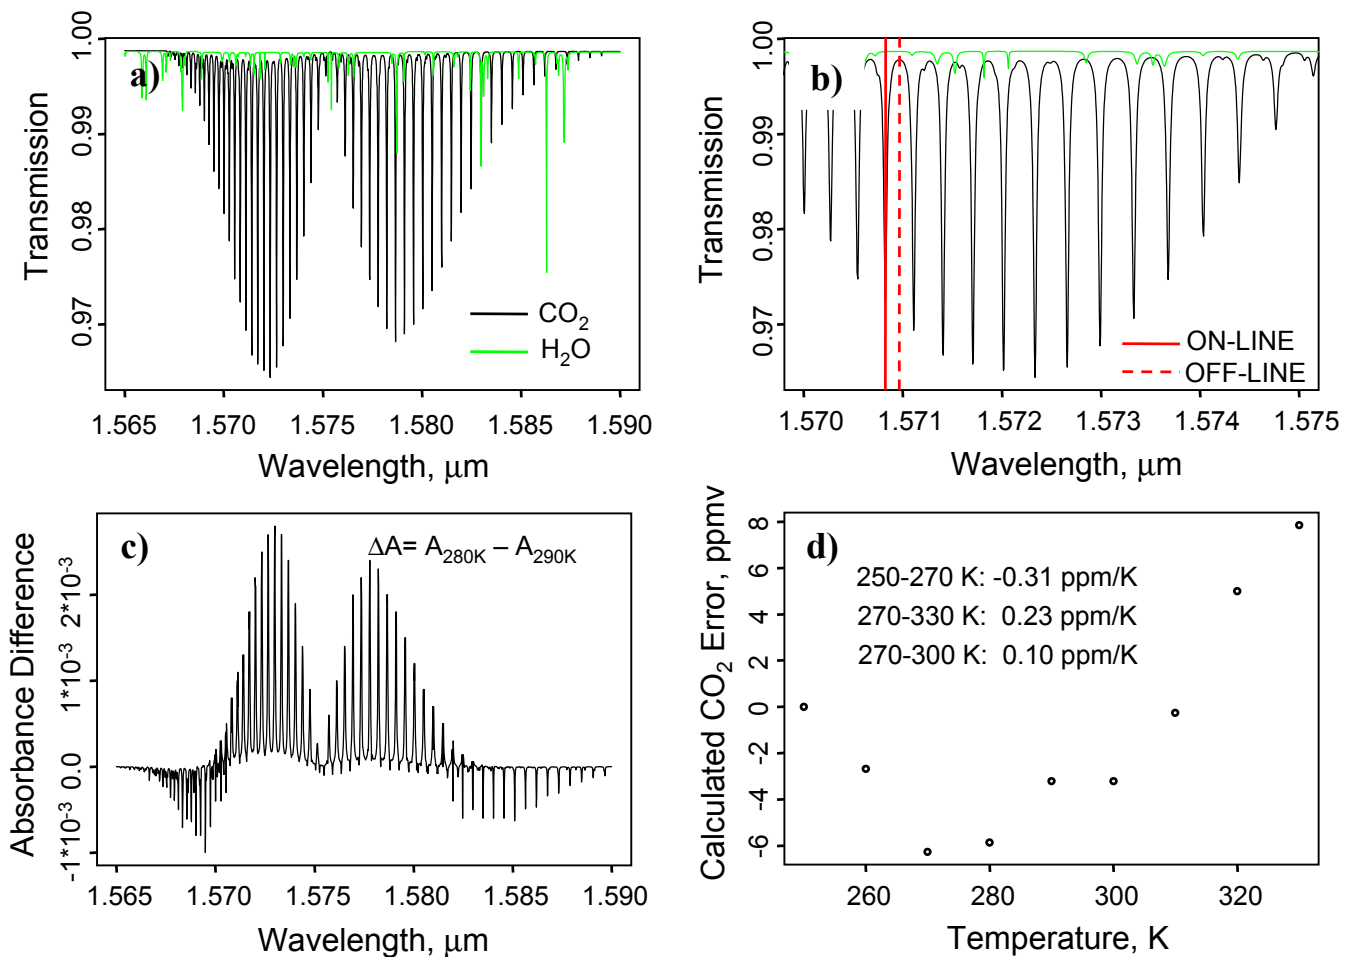 a)
Transmission
1.00
0.99
0.98
0.97
CO2
H2O
1.565 1.570 1.575 1.580 1.585 1.590
Wavelength, μm
b)
Transmission
1.00
0.99
0.98
0.97
ON-LINE
OFF-LINE
1.570 1.571 1.572 1.573 1.574 1.575
Wavelength, μm
c)
ΔA= A280K – A290K
Absorbance Difference
2*10-3
1*10-3
0.0
-1*10-3
1.565 1.570 1.575 1.580 1.585 1.590
Wavelength, μm
d)
Calculated CO2 Error, ppmv
8
6
4
2
0
-2
-4
-6
250-270 K: -0.31 ppm/K
270-330 K: 0.23 ppm/K
270-300 K: 0.10 ppm/K
260 280 300 320
Temperature, K